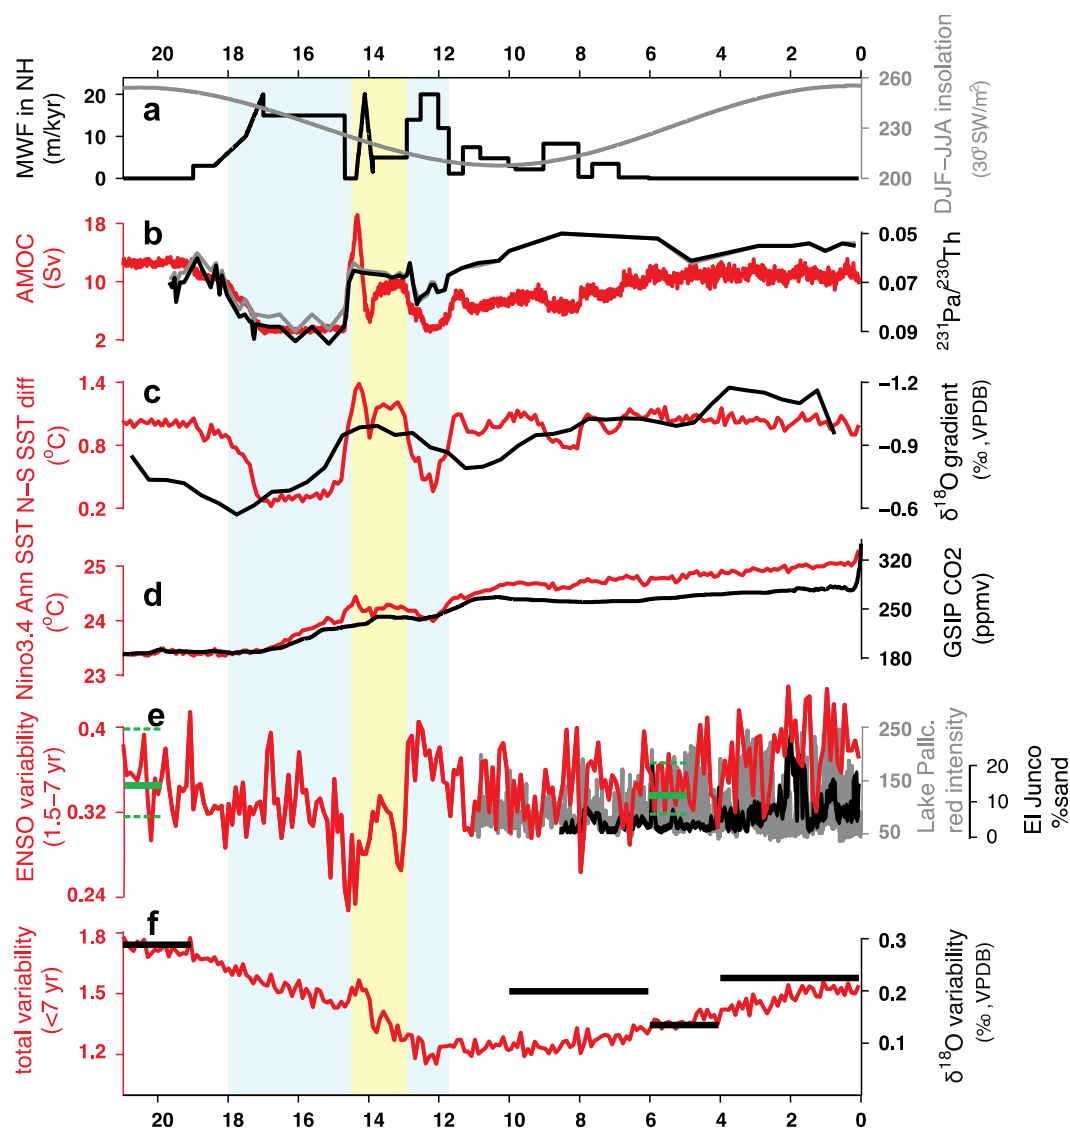 20 18 16 14 12 10 8 6 4 2 0
a
MWF in NH
(m/kyr)
20
10
0
260
230
200
DJF–JJA insolation
(30°SW/m²)
b
AMOC
(Sv)
18
10
2
0.05
0.07
0.09
²³¹Pa/²³⁰Th
c
N–S SST diff
(°C)
1.4
0.8
0.2
−1.2
−0.9
−0.6
δ¹⁸O gradient
(‰, VPDB)
d
Nino3.4 Ann SST
(°C)
25
24
23
320
250
180
GSIP CO2
(ppmv)
e
ENSO variability
(1.5–7 yr)
0.4
0.32
0.24
250
150
50
Lake Pallc.
red intensity
20
10
0
El Junco
%sand
f
total variability
(<7 yr)
1.8
1.5
1.2
0.3
0.2
0.1
δ¹⁸O variability
(‰, VPDB)
20 18 16 14 12 10 8 6 4 2 0